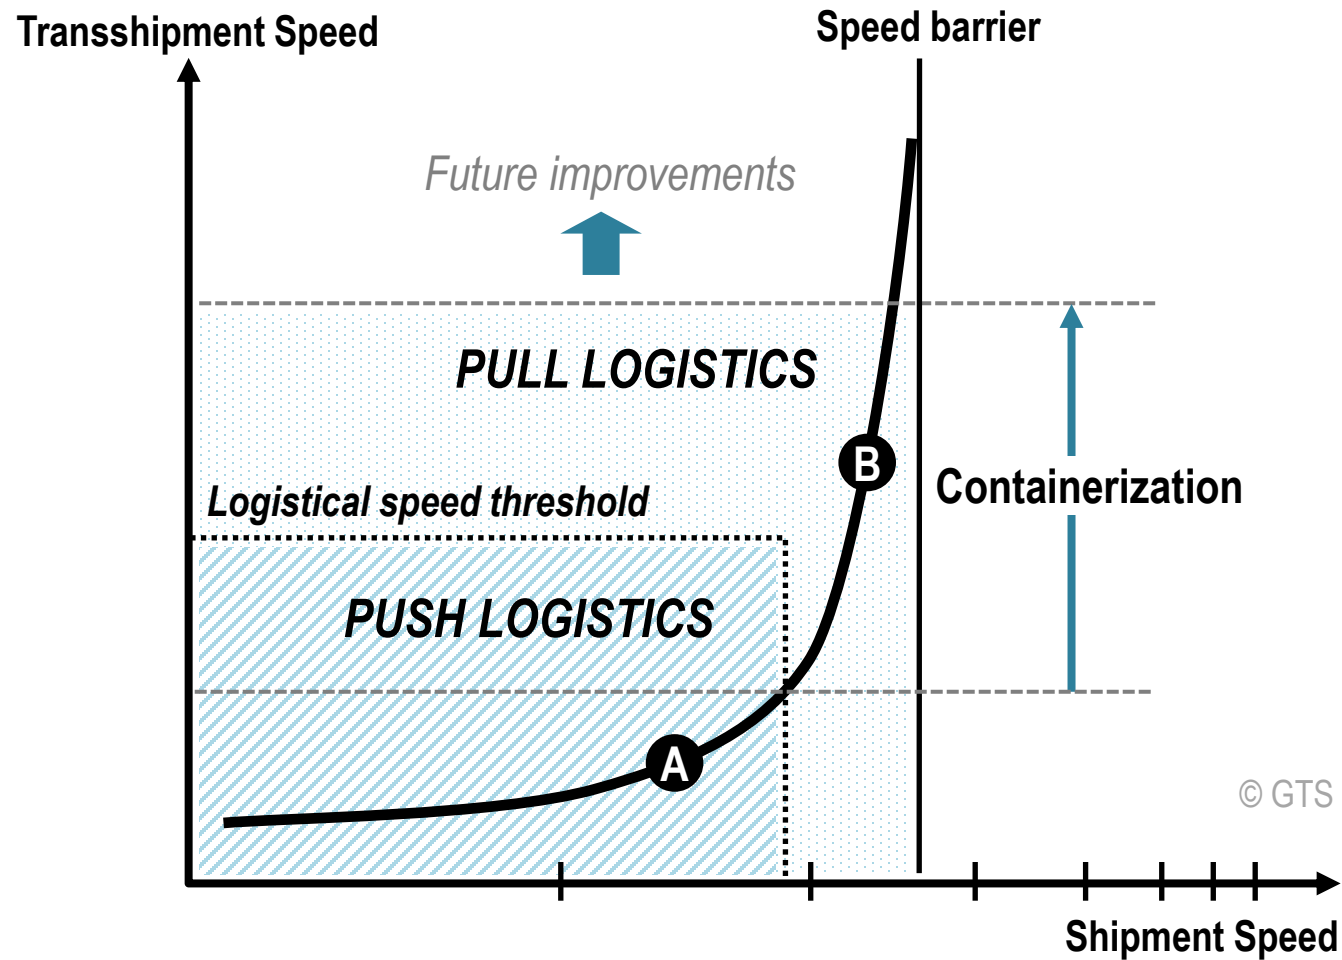 Transshipment Speed
Speed barrier
Future improvements
PULL LOGISTICS
B
Containerization
Logistical speed threshold
PUSH LOGISTICS
A
© GTS
Shipment Speed